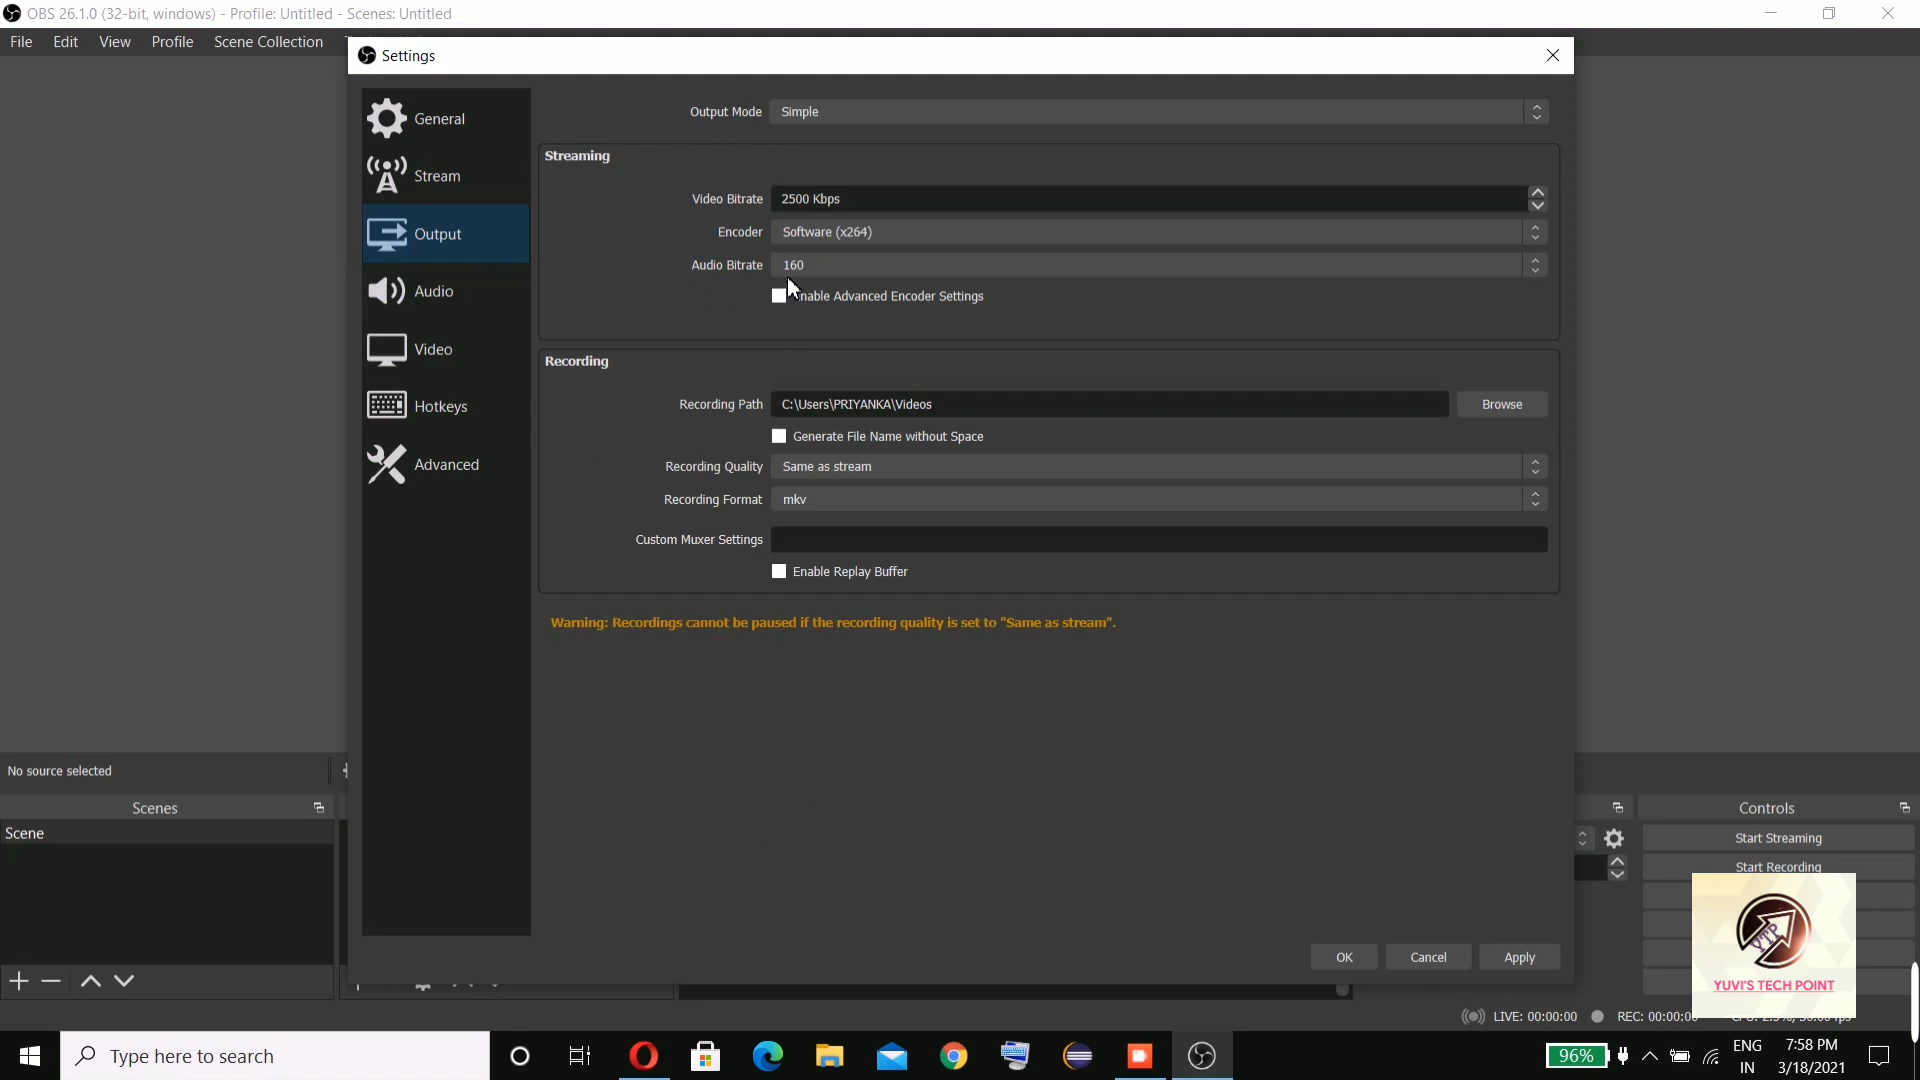 OBS 26.1.0 (32-bit, windows) - Profile: Untitled - Scenes: Untitled
File Edit View Profile Scene Collection
Settings
General
Stream
Output
Audio
Video
Hotkeys
Advanced
Output Mode Simple
Streaming
Video Bitrate 2500 Kbps
Encoder Software (x264)
Audio Bitrate 160
nable Advanced Encoder Settings
Recording
Recording Path C:\Users\PRIYANKA\Videos Browse
Generate File Name without Space
Recording Quality Same as stream
Recording Format mkv
Custom Muxer Settings
Enable Replay Buffer
Warning: Recordings cannot be paused if the recording quality is set to "Same as stream".
OK Cancel Apply
No source selected
Scenes
Scene
Controls
Start Streaming
Start Recording
YTP
YUVI'S TECH POINT
LIVE: 00:00:00 REC: 00:00:00
Type here to search
96%
ENG
IN
7:58 PM
3/18/2021